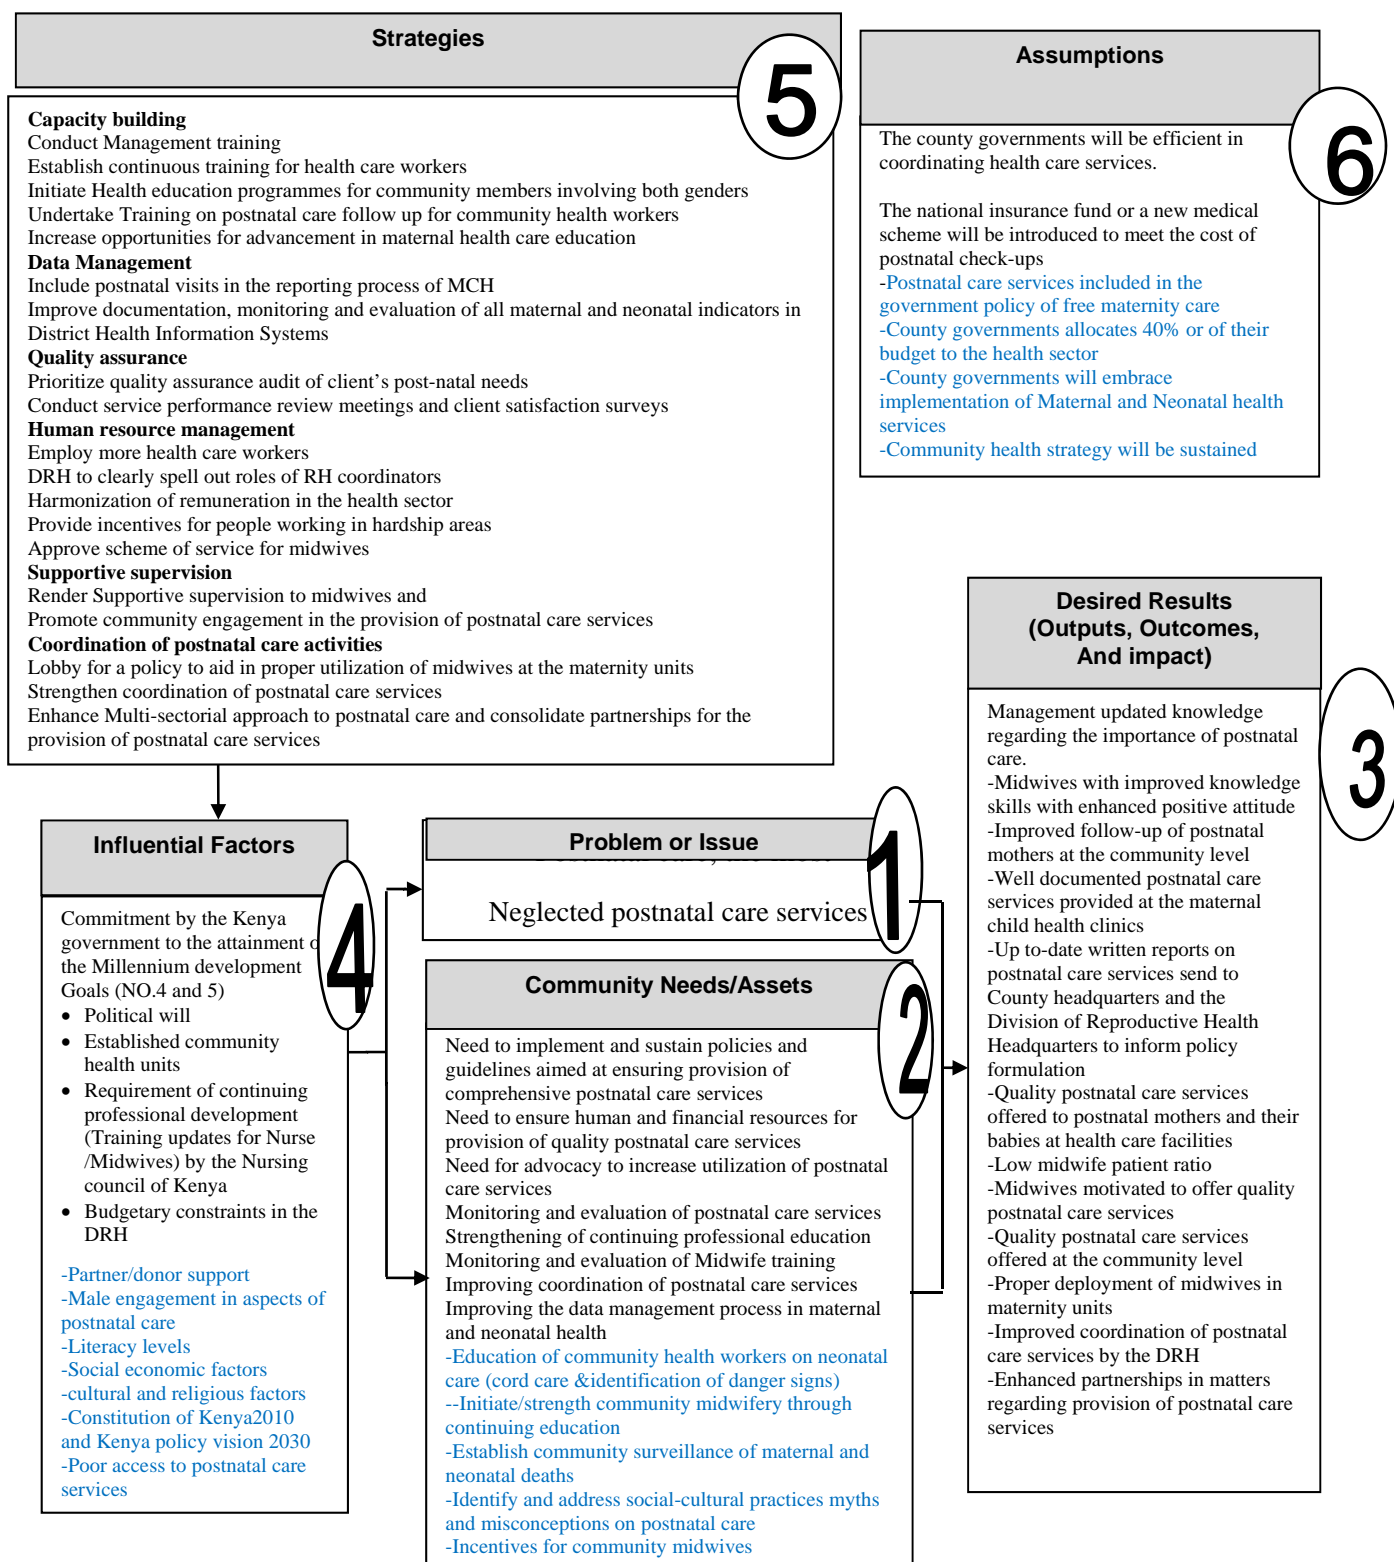 Strategies
5
Capacity building
Conduct Management training
Establish continuous training for health care workers
Initiate Health education programmes for community members involving both genders
Undertake Training on postnatal care follow up for community health workers
Increase opportunities for advancement in maternal health care education
Data Management
Include postnatal visits in the reporting process of MCH
Improve documentation, monitoring and evaluation of all maternal and neonatal indicators in
District Health Information Systems
Quality assurance
Prioritize quality assurance audit of client's post-natal needs
Conduct service performance review meetings and client satisfaction surveys
Human resource management
Employ more health care workers
DRH to clearly spell out roles of RH coordinators
Harmonization of remuneration in the health sector
Provide incentives for people working in hardship areas
Approve scheme of service for midwives
Supportive supervision
Render Supportive supervision to midwives and
Promote community engagement in the provision of postnatal care services
Coordination of postnatal care activities
Lobby for a policy to aid in proper utilization of midwives at the maternity units
Strengthen coordination of postnatal care services
Enhance Multi-sectorial approach to postnatal care and consolidate partnerships for the
provision of postnatal care services
Assumptions
6
The county governments will be efficient in
coordinating health care services.
The national insurance fund or a new medical
scheme will be introduced to meet the cost of
postnatal check-ups
-Postnatal care services included in the
government policy of free maternity care
-County governments allocates 40% or of their
budget to the health sector
-County governments will embrace
implementation of Maternal and Neonatal health
services
-Community health strategy will be sustained
Influential Factors
4
Commitment by the Kenya
government to the attainment
the Millennium development
Goals (NO.4 and 5)
• Political will
• Established community
health units
• Requirement of continuing
professional development
(Training updates for Nurse
/Midwives) by the Nursing
council of Kenya
• Budgetary constraints in the
DRH
-Partner/donor support
-Male engagement in aspects of
postnatal care
-Literacy levels
-Social economic factors
-cultural and religious factors
-Constitution of Kenya2010
and Kenya policy vision 2030
-Poor access to postnatal care
services
Problem or Issue
1
Neglected postnatal care services
Community Needs/Assets
2
Need to implement and sustain policies and
guidelines aimed at ensuring provision of
comprehensive postnatal care services
Need to ensure human and financial resources for
provision of quality postnatal care services
Need for advocacy to increase utilization of postnatal
care services
Monitoring and evaluation of postnatal care services
Strengthening of continuing professional education
Monitoring and evaluation of Midwife training
Improving coordination of postnatal care services
Improving the data management process in maternal
and neonatal health
-Education of community health workers on neonatal
care (cord care &identification of danger signs)
--Initiate/strength community midwifery through
continuing education
-Establish community surveillance of maternal and
neonatal deaths
-Identify and address social-cultural practices myths
and misconceptions on postnatal care
-Incentives for community midwives
Desired Results
(Outputs, Outcomes,
And impact)
3
Management updated knowledge
regarding the importance of postnatal
care.
-Midwives with improved knowledge
skills with enhanced positive attitude
-Improved follow-up of postnatal
mothers at the community level
-Well documented postnatal care
services provided at the maternal
child health clinics
-Up to-date written reports on
postnatal care services send to
County headquarters and the
Division of Reproductive Health
Headquarters to inform policy
formulation
-Quality postnatal care services
offered to postnatal mothers and their
babies at health care facilities
-Low midwife patient ratio
-Midwives motivated to offer quality
postnatal care services
-Quality postnatal care services
offered at the community level
-Proper deployment of midwives in
maternity units
-Improved coordination of postnatal
care services by the DRH
-Enhanced partnerships in matters
regarding provision of postnatal care
services